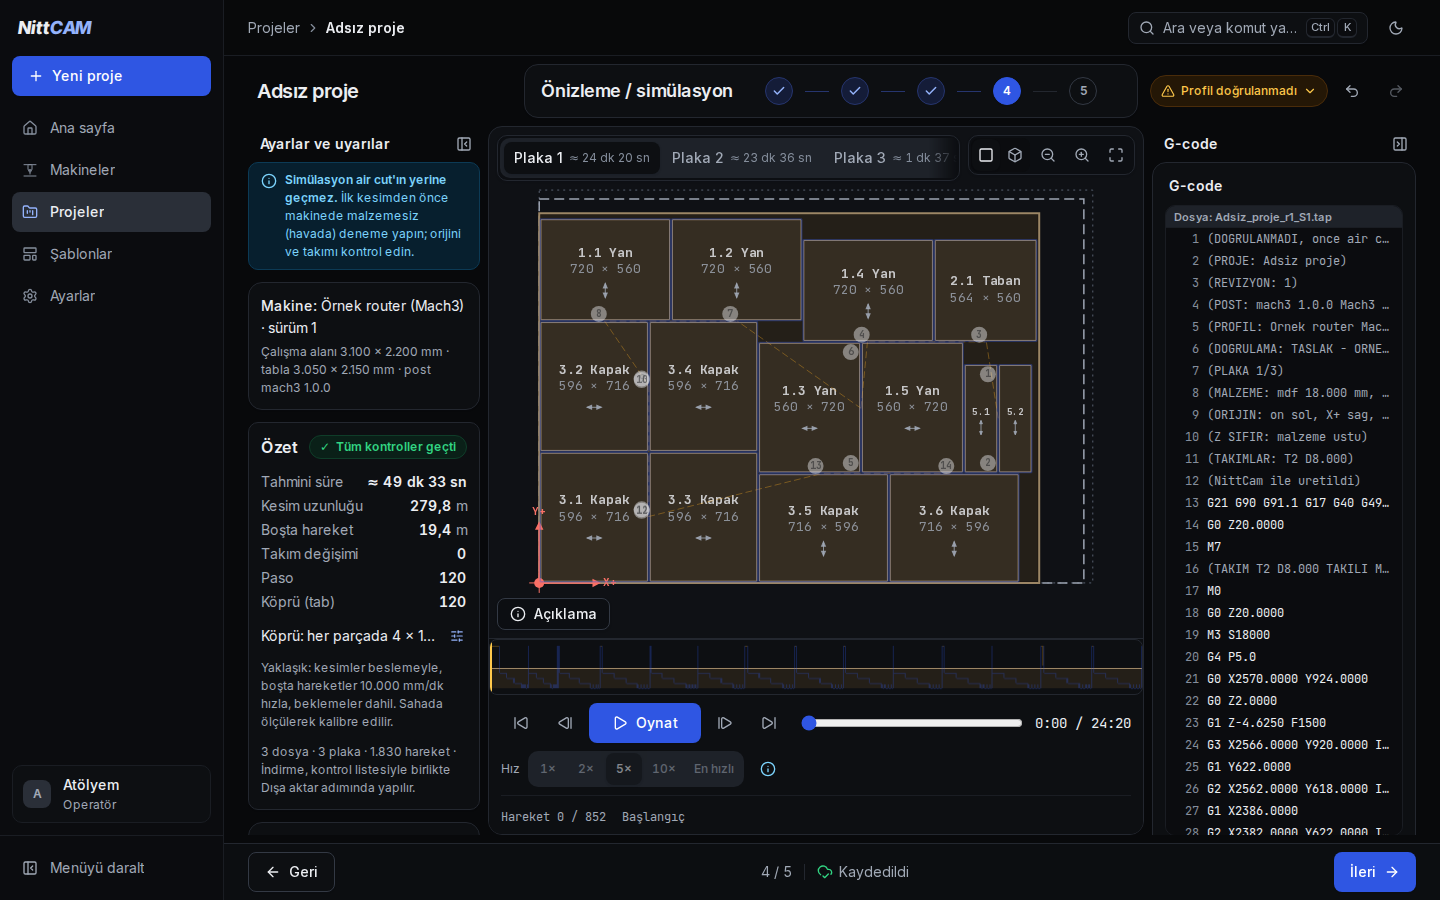 NittCAM
Yeni proje
Ana sayfa
Makineler
Projeler
Şablonlar
Ayarlar
A
Atölyem
Operatör
Menüyü daralt
Projeler > Adsız proje
Ara veya komut ya… Ctrl K
Adsız proje
Önizleme / simülasyon
4
5
Profil doğrulanmadı
Ayarlar ve uyarılar
Simülasyon air cut'ın yerine
geçmez. İlk kesimden önce
makinede malzemesiz
(havada) deneme yapın; orijini
ve takımı kontrol edin.
Makine: Örnek router (Mach3)
· sürüm 1
Çalışma alanı 3.100 × 2.200 mm ·
tabla 3.050 × 2.150 mm · post
mach3 1.0.0
Özet
✓ Tüm kontroller geçti
Tahmini süre ≈ 49 dk 33 sn
Kesim uzunluğu 279,8 m
Boşta hareket 19,4 m
Takım değişimi 0
Paso 120
Köprü (tab) 120
Köprü: her parçada 4 × 1…
Yaklaşık: kesimler beslemeyle,
boşta hareketler 10.000 mm/dk
hızla, beklemeler dahil. Sahada
ölçülerek kalibre edilir.
3 dosya · 3 plaka · 1.830 hareket ·
İndirme, kontrol listesiyle birlikte
Dışa aktar adımında yapılır.
Plaka 1 ≈ 24 dk 20 sn
Plaka 2 ≈ 23 dk 36 sn
Plaka 3 ≈ 1 dk 37
1.1 Yan
720 × 560
8
1.2 Yan
720 × 560
7
1.4 Yan
720 × 560
4
2.1 Taban
564 × 560
3
3.2 Kapak
596 × 716
10
3.4 Kapak
596 × 716
6
1.3 Yan
560 × 720
5
13
1.5 Yan
560 × 720
14
1
5.1
2
5.2
3.1 Kapak
596 × 716
12
3.3 Kapak
596 × 716
3.5 Kapak
716 × 596
3.6 Kapak
716 × 596
Y+
X+
Açıklama
Oynat
0:00 / 24:20
Hız
1×
2×
5×
10×
En hızlı
Hareket 0 / 852 Başlangıç
G-code
G-code
Dosya: Adsiz_proje_r1_S1.tap
1 (DOGRULANMADI, once air c…
2 (PROJE: Adsiz proje)
3 (REVIZYON: 1)
4 (POST: mach3 1.0.0 Mach3 …
5 (PROFIL: Ornek router Mac…
6 (DOGRULAMA: TASLAK - ORNE…
7 (PLAKA 1/3)
8 (MALZEME: mdf 18.000 mm, …
9 (ORIJIN: on sol, X+ sag, …
10 (Z SIFIR: malzeme ustu)
11 (TAKIMLAR: T2 D8.000)
12 (NittCam ile uretildi)
13 G21 G90 G91.1 G17 G40 G49…
14 G0 Z20.0000
15 M7
16 (TAKIM T2 D8.000 TAKILI M…
17 M0
18 G0 Z20.0000
19 M3 S18000
20 G4 P5.0
21 G0 X2570.0000 Y924.0000
22 G0 Z2.0000
23 G1 Z-4.6250 F1500
24 G3 X2566.0000 Y920.0000 I…
25 G1 Y622.0000
26 G2 X2562.0000 Y618.0000 I…
27 G1 X2386.0000
28 G2 X2382.0000 Y622.0000 I…
Geri
4 / 5
Kaydedildi
İleri